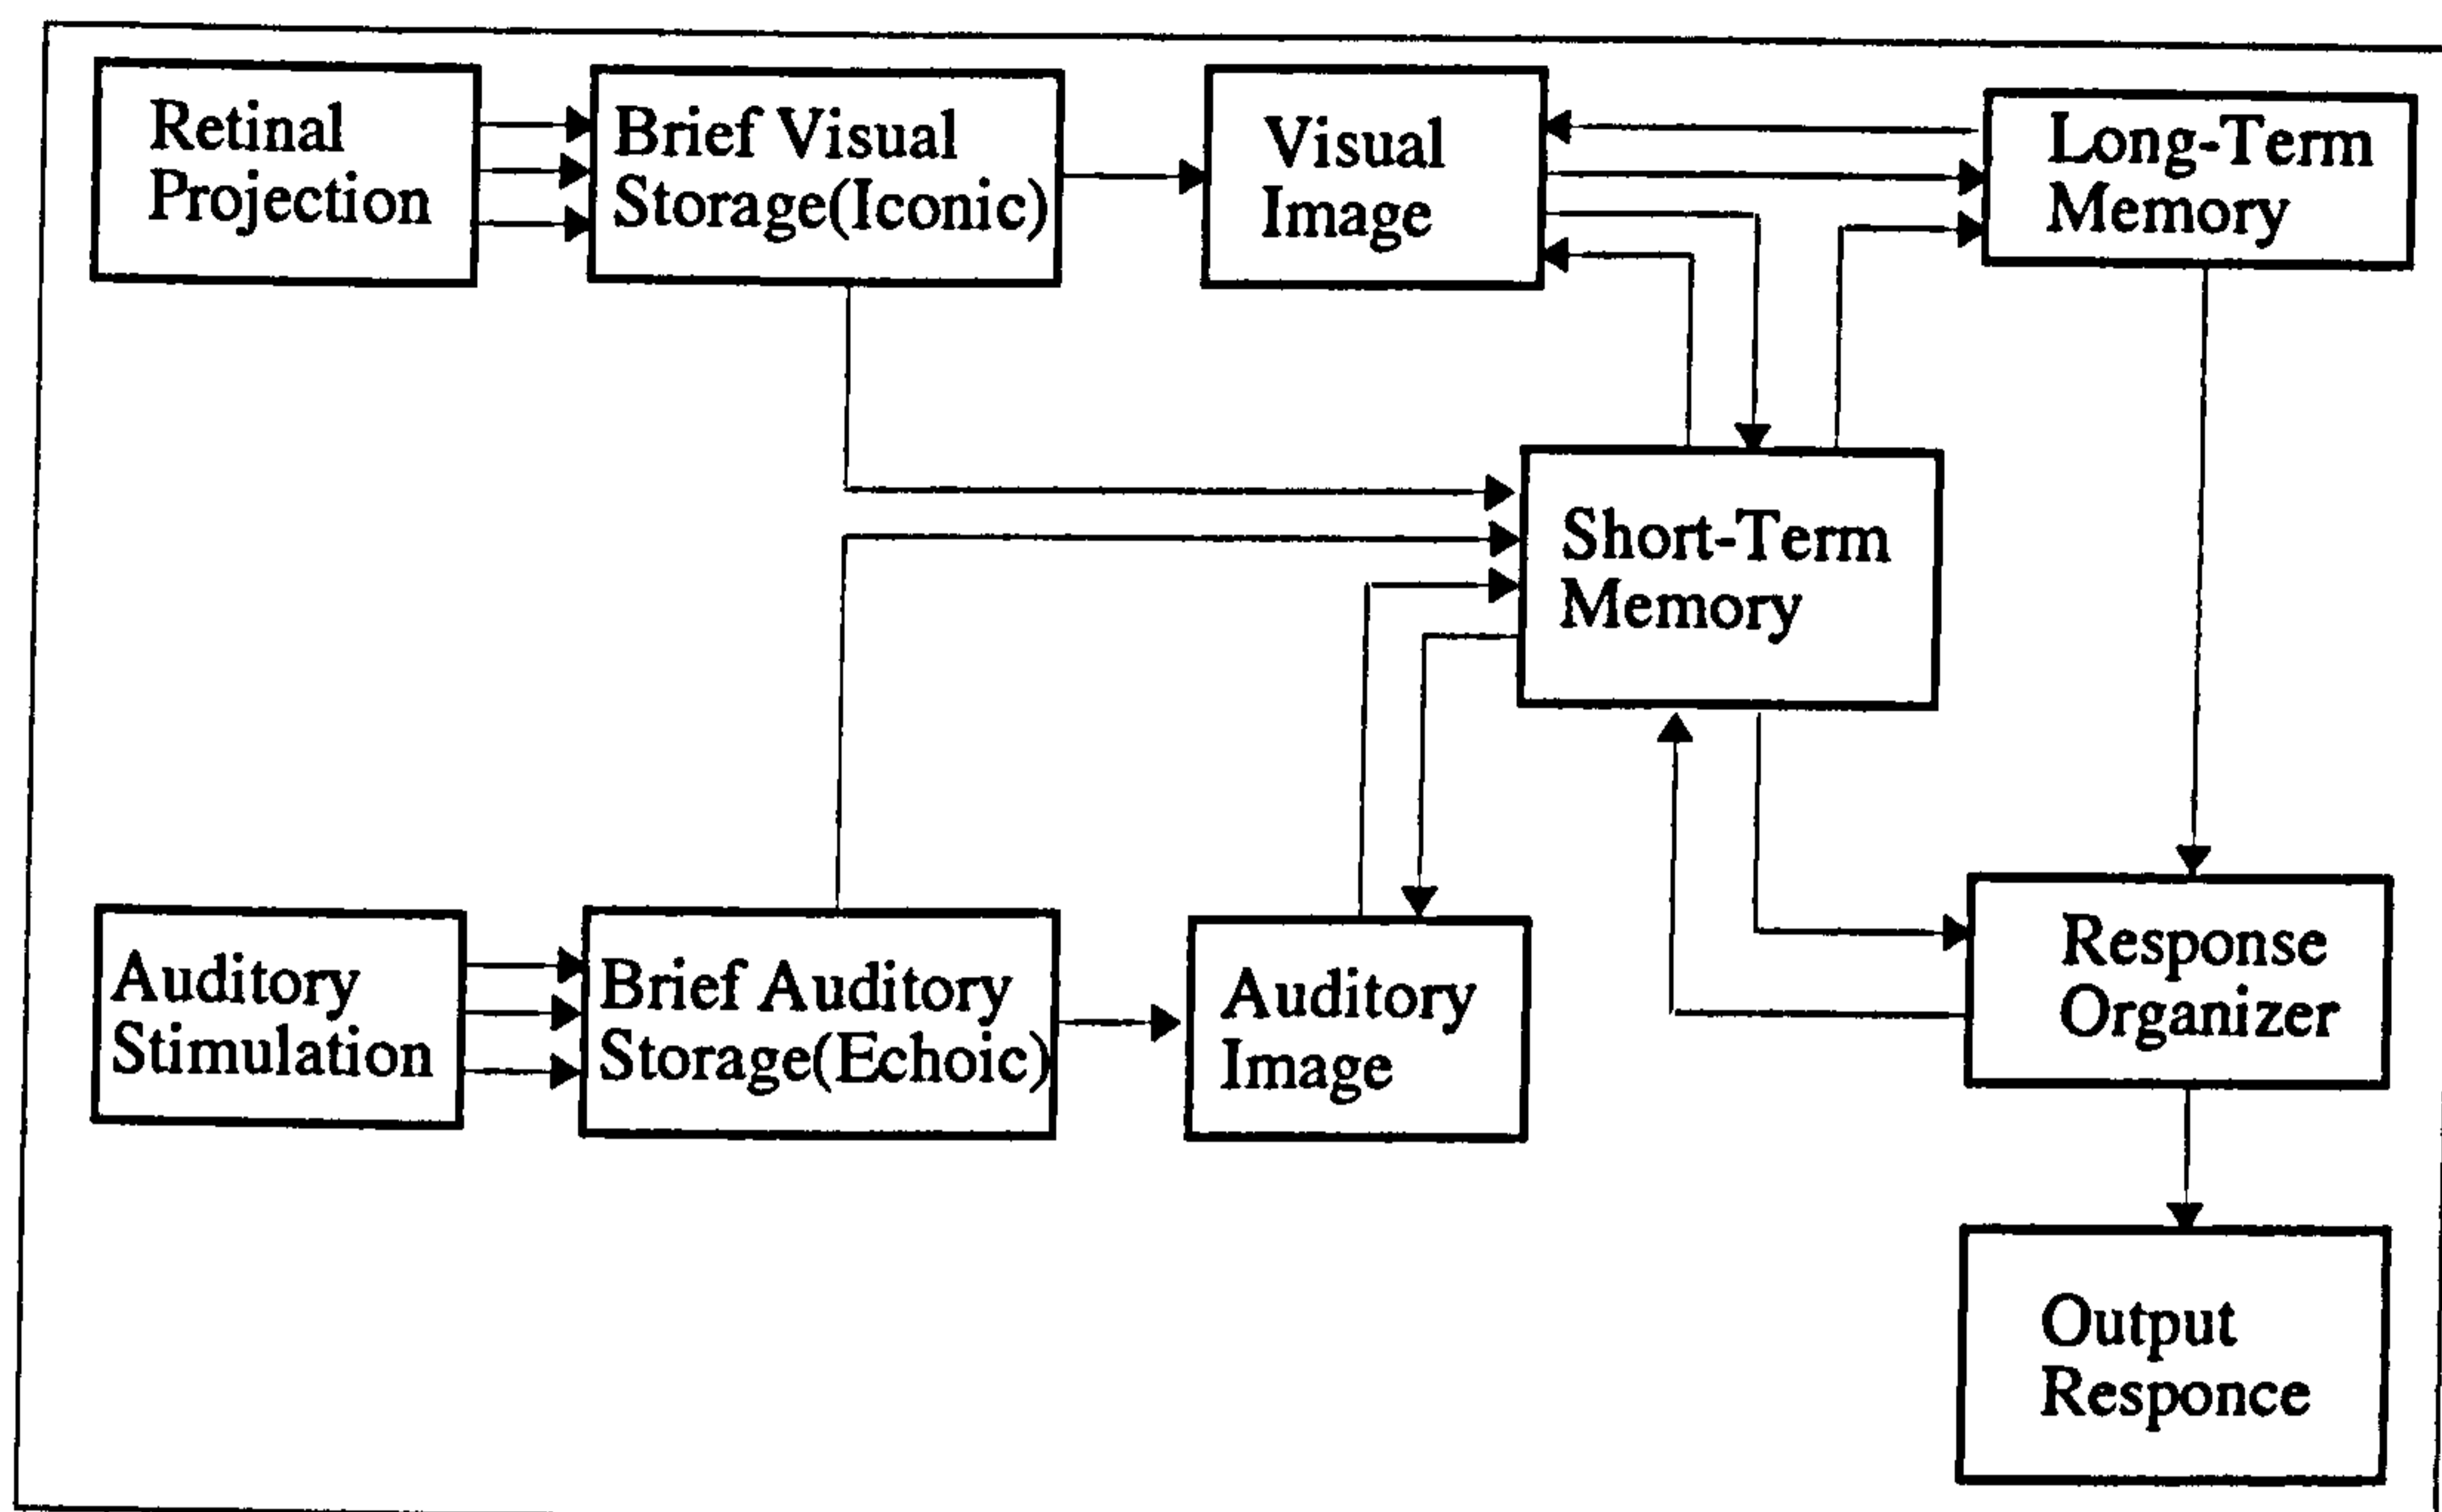 Retinal
Projection
Brief Visual
Storage(Iconic)
Visual
Image
Long-Term
Memory
Short-Term
Memory
Auditory
Stimulation
Brief Auditory
Storage(Echoic)
Auditory
Image
Response
Organizer
Output
Responce